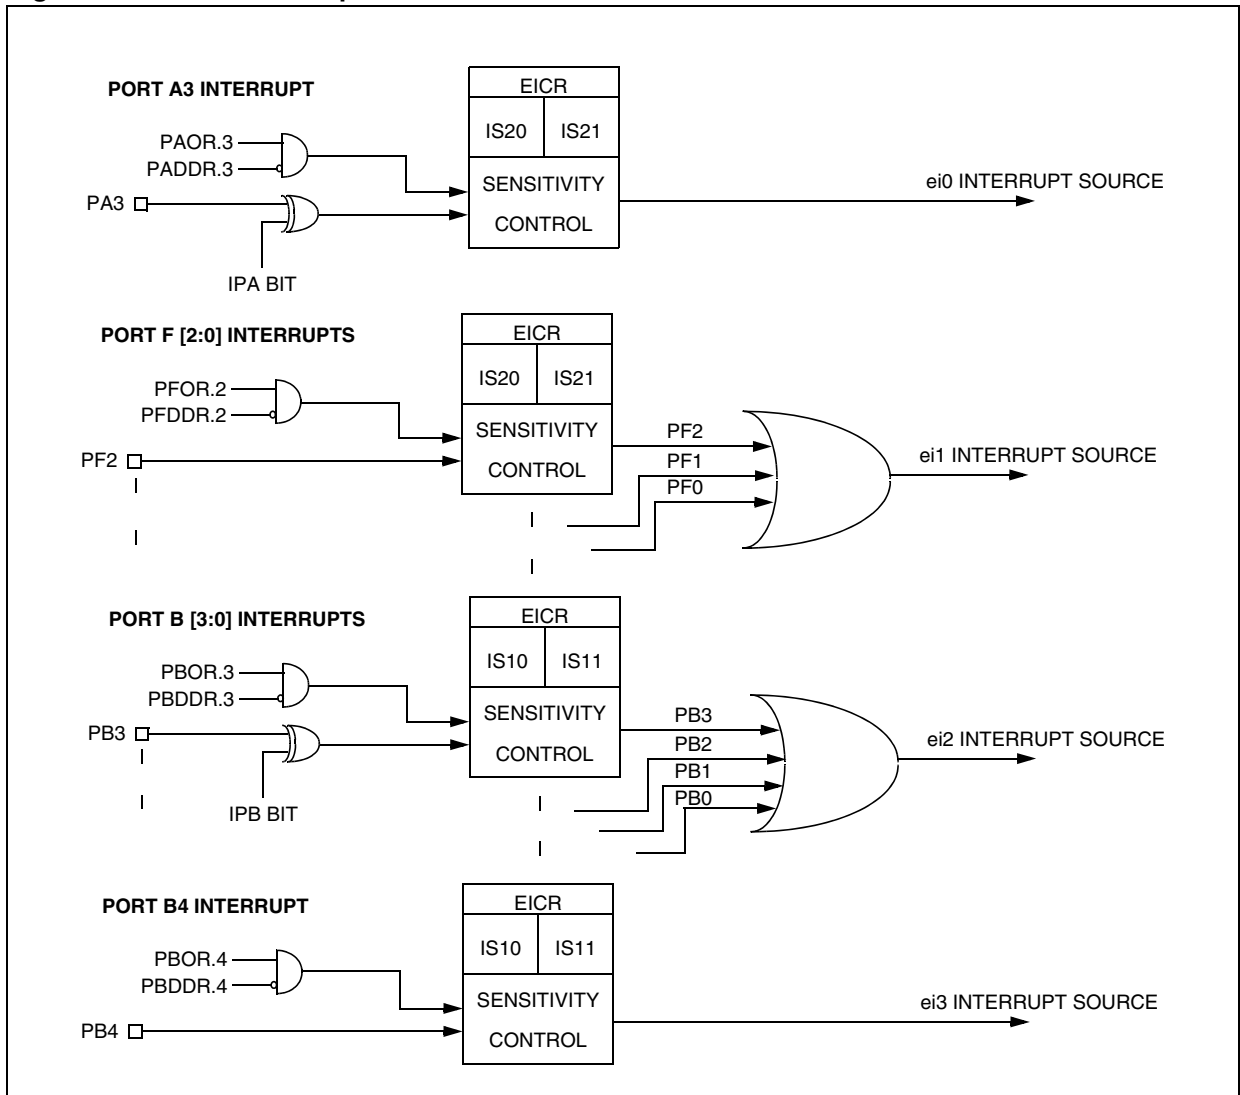 PORT A3 INTERRUPT
EICR
IS20 IS21
PAOR.3
PADDR.3
SENSITIVITY
CONTROL
PA3
IPA BIT
ei0 INTERRUPT SOURCE
PORT F [2:0] INTERRUPTS
EICR
IS20 IS21
PFOR.2
PFDDR.2
SENSITIVITY
CONTROL
PF2
PF2
PF1
PF0
ei1 INTERRUPT SOURCE
PORT B [3:0] INTERRUPTS
EICR
IS10 IS11
PBOR.3
PBDDR.3
SENSITIVITY
CONTROL
PB3
IPB BIT
PB3
PB2
PB1
PB0
ei2 INTERRUPT SOURCE
PORT B4 INTERRUPT
EICR
IS10 IS11
PBOR.4
PBDDR.4
SENSITIVITY
CONTROL
PB4
ei3 INTERRUPT SOURCE